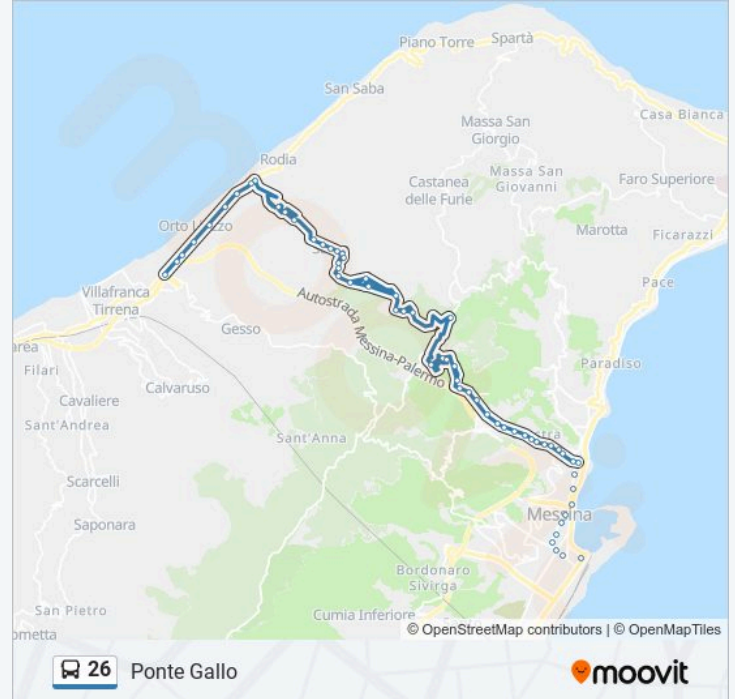 Piano Torre
Spartà
San Saba
Casa Bianca
Massa San
Giorgio
Rodia
Massa San
Giovanni
Castanea
delle Furie
Faro Superiore
Orto Liuzzo
Marotta
Ficarazzi
Pace
Villafranca
Tirrena
Autostrada Messina-Palermo
Gesso
area
Filari
Paradiso
Calvaruso
Cavaliere
Sant'Andrea
Sant'Anna
Scarcelli
Messina
Saponara
Bordonaro
Sivirga
San Pietro
Cumia Inferiore
ometta
© OpenStreetMap contributors | © OpenMapTiles
26 Ponte Gallo
moovit